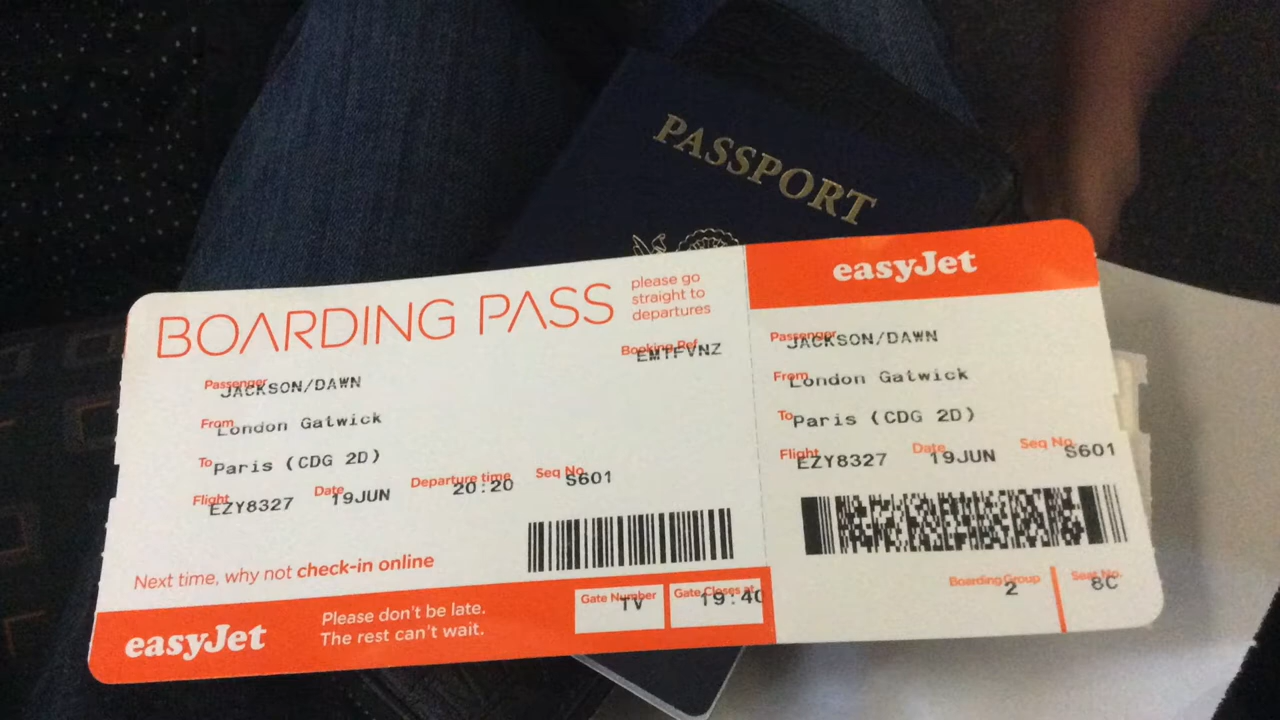 PASSPORT
BOARDING PASS
please go
straight to
departures
Booking Ref
EMTFVNZ
Passenger
JACKSON/DAWN
From
London Gatwick
To
Paris (CDG 2D)
Flight
EZY8327
Date
19JUN
Departure time
20:20
Seq No.
S601
Next time, why not check-in online
easyJet
Please don't be late.
The rest can't wait.
Gate Number
TV
Gate Closes at
19.40
easyJet
Passenger
JACKSON/DAWN
From
London Gatwick
To
Paris (CDG 2D)
Flight
EZY8327
Date
19JUN
Seq No.
S601
Boarding Group
2
Seat No.
8C